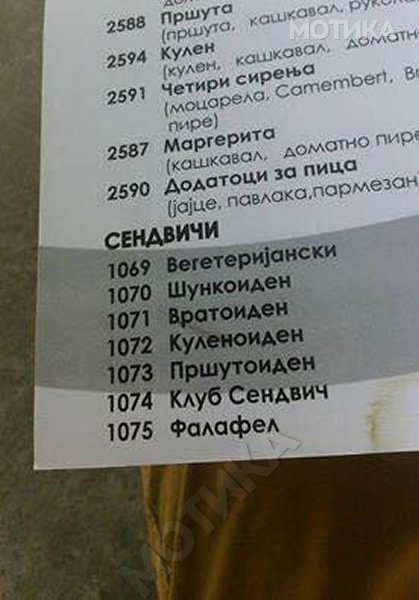 МОТИКА
2588 Пршута
(пршута, кашкавал,
2594 Кулен
(кулен, кашкавал, доматно
2591 Четири сирења
(моцарела, Camembert,
пире)
2587 Маргерита
(кашкавал, доматно пире
2590 Додатоци за пица
(јајце, павлака,пармезан)
СЕНДВИЧИ
1069 Вегетеријански
1070 Шункоиден
1071 Вратоиден
1072 Куленоиден
1073 Пршутоиден
1074 Клуб Сендвич
1075 Фалафел
МОТИКА